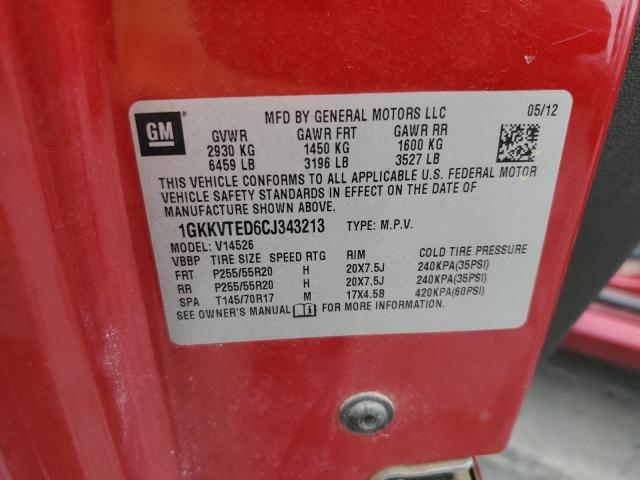 GM
MFD BY GENERAL MOTORS LLC 05/12
GVWR GAWR FRT GAWR RR
2930 KG 1450 KG 1600 KG
6459 LB 3196 LB 3527 LB
THIS VEHICLE CONFORMS TO ALL APPLICABLE U.S. FEDERAL MOTOR
VEHICLE SAFETY STANDARDS IN EFFECT ON THE DATE OF
MANUFACTURE SHOWN ABOVE.
1GKKVTED6CJ343213 TYPE: M.P.V.
MODEL: V14526
VBBP TIRE SIZE SPEED RTG RIM COLD TIRE PRESSURE
FRT P255/55R20 H 20X7.5J 240KPA(35PSI)
RR P255/55R20 H 20X7.5J 240KPA(35PSI)
SPA T145/70R17 M 17X4.5B 420KPA(60PSI)
SEE OWNER'S MANUAL FOR MORE INFORMATION.